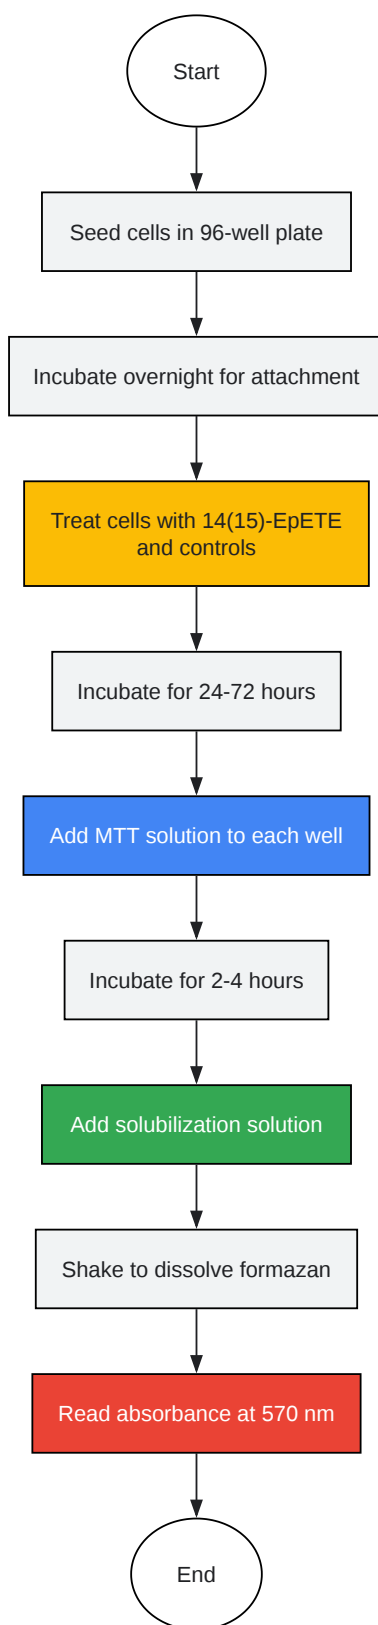 Start
Seed cells in 96-well plate
Incubate overnight for attachment
Treat cells with 14(15)-EpETE
and controls
Incubate for 24-72 hours
Add MTT solution to each well
Incubate for 2-4 hours
Add solubilization solution
Shake to dissolve formazan
Read absorbance at 570 nm
End